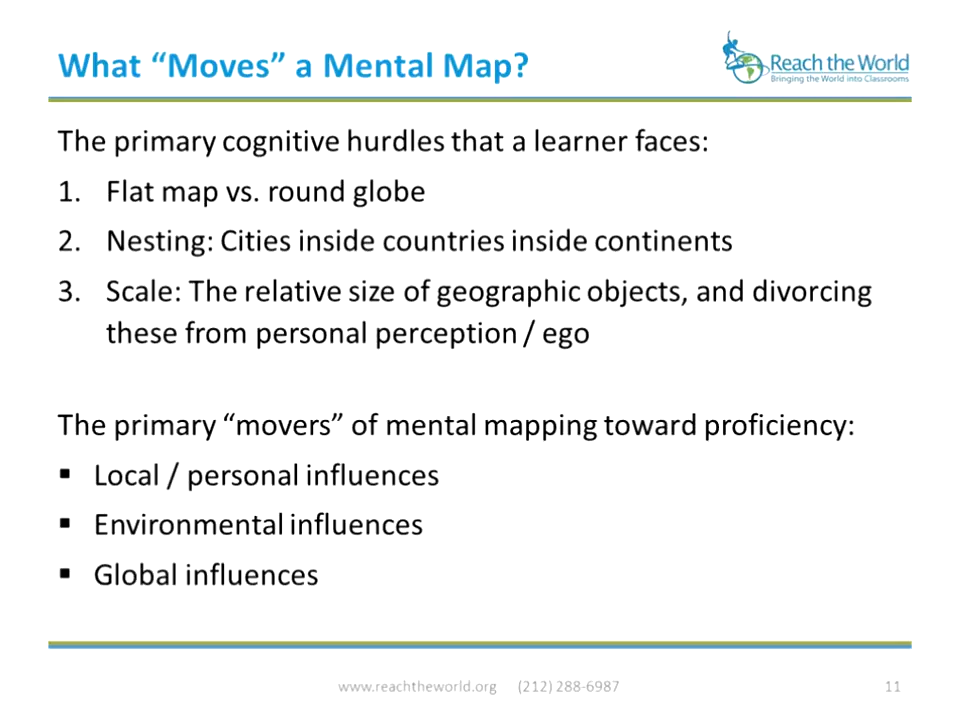 What “Moves” a Mental Map?
Reach the World
Bringing the World into Classrooms
The primary cognitive hurdles that a learner faces:
1. Flat map vs. round globe
2. Nesting: Cities inside countries inside continents
3. Scale: The relative size of geographic objects, and divorcing
these from personal perception / ego
The primary “movers” of mental mapping toward proficiency:
▪ Local / personal influences
▪ Environmental influences
▪ Global influences
www.reachtheworld.org (212) 288-6987
11